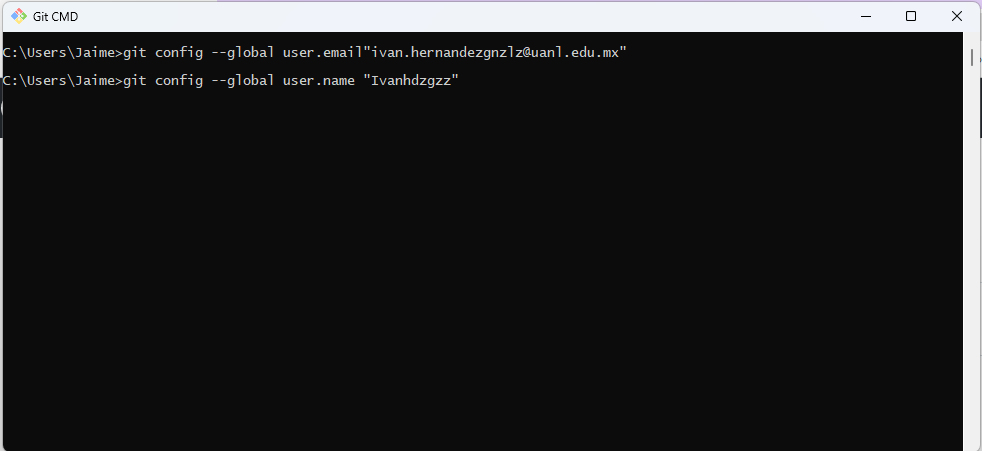 Git CMD
C:\Users\Jaime>git config --global user.email"ivan.hernandezgnzlz@uanl.edu.mx"
C:\Users\Jaime>git config --global user.name "Ivanhdzgzz"